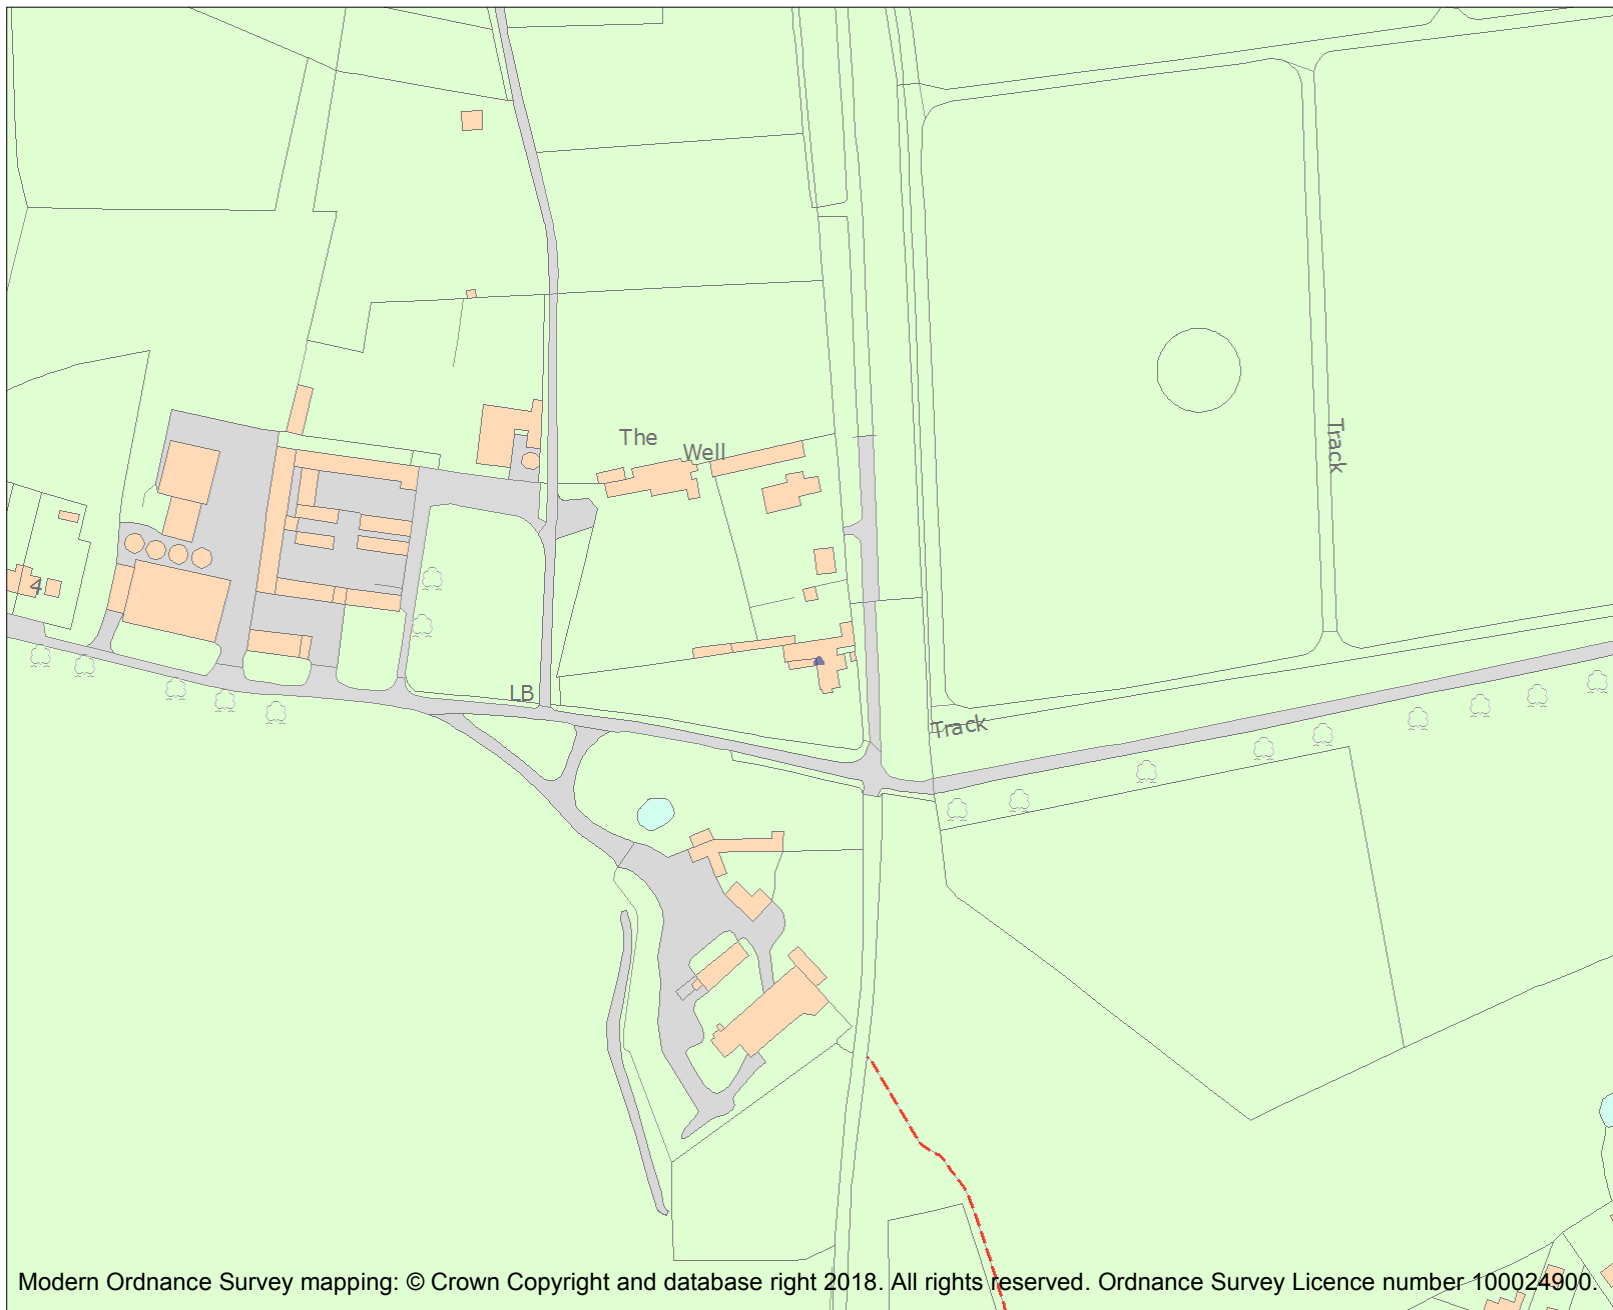 The
Well
Track
4
LB
Track
Modern Ordnance Survey mapping: © Crown Copyright and database right 2018. All rights reserved. Ordnance Survey Licence number 100024900.